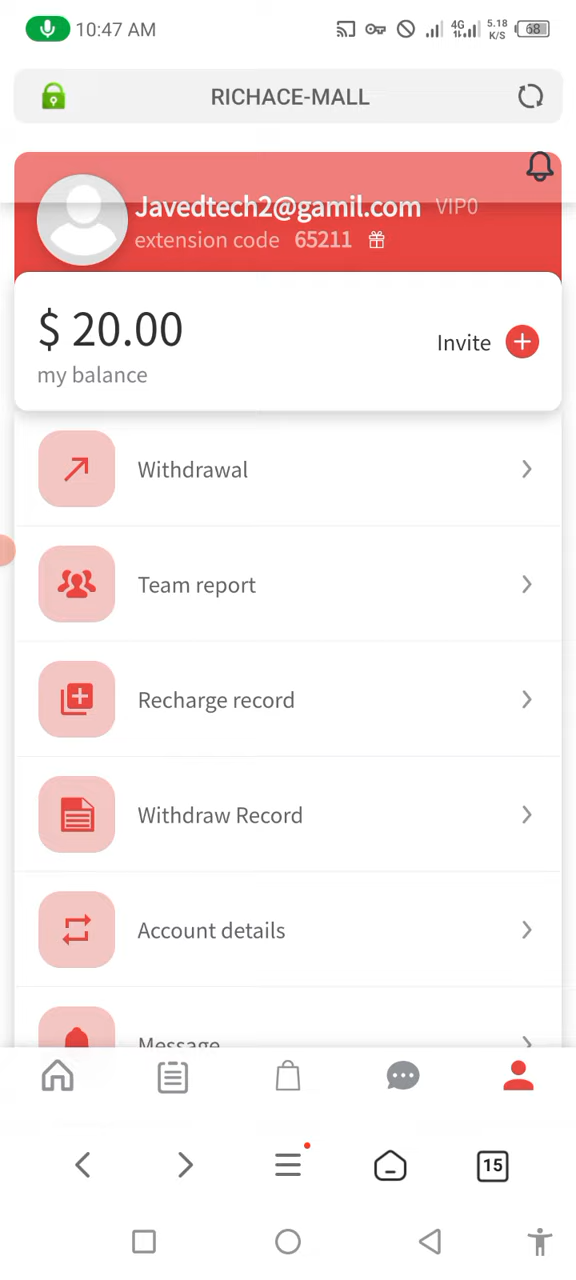 10:47 AM 4G 5.18 K/S 68
RICHACE-MALL
Javedtech2@gamil.com VIP0
extension code 65211
$ 20.00
Invite
my balance
Withdrawal
Team report
Recharge record
Withdraw Record
Account details
Message
15